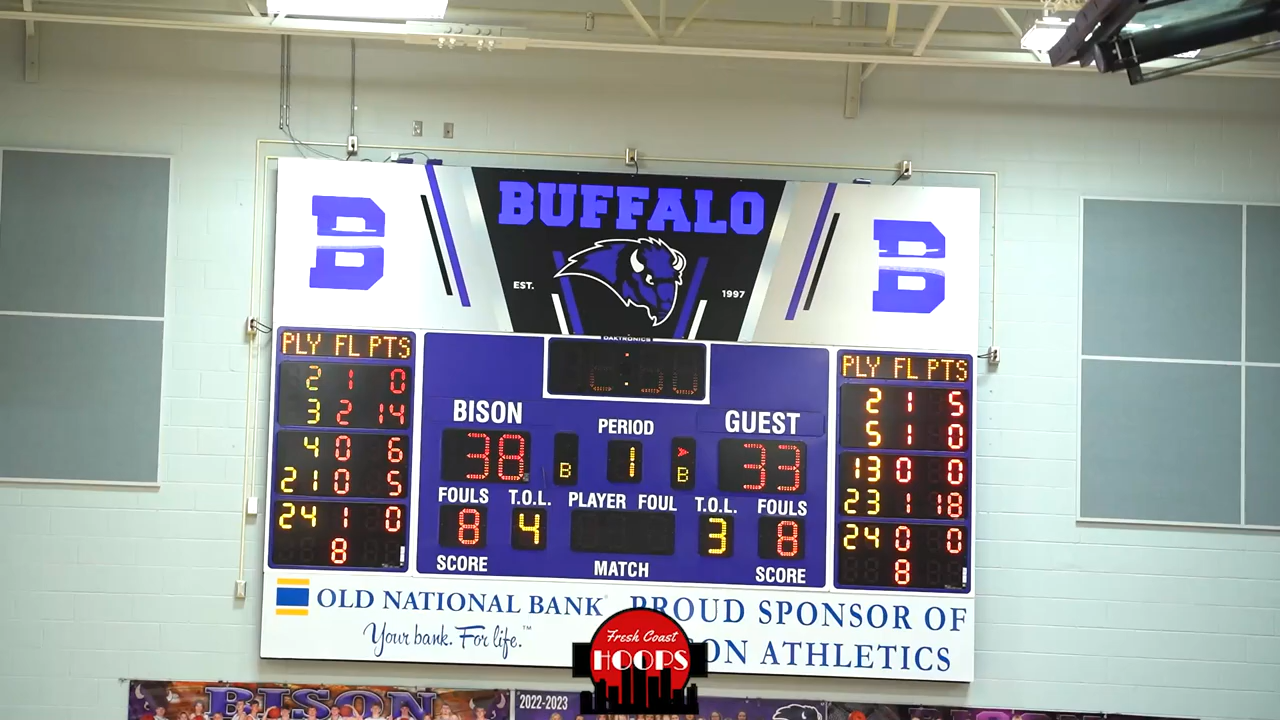 BUFFALO
B
B
EST.
1997
DAKTRONICS
PLY FL PTS
2 1 0
3 2 14
4 0 6
21 0 5
24 1 0
8
BISON
PERIOD
GUEST
38
B
1
B
33
FOULS
T.O.L.
PLAYER FOUL
T.O.L.
FOULS
8
4
3
8
SCORE
MATCH
SCORE
PLY FL PTS
2 1 5
5 1 0
13 0 0
23 1 18
24 0 0
8
OLD NATIONAL BANK
Your bank. For life.™
PROUD SPONSOR OF
ON ATHLETICS
Fresh Coast
HOOPS
BISON
2022-2023